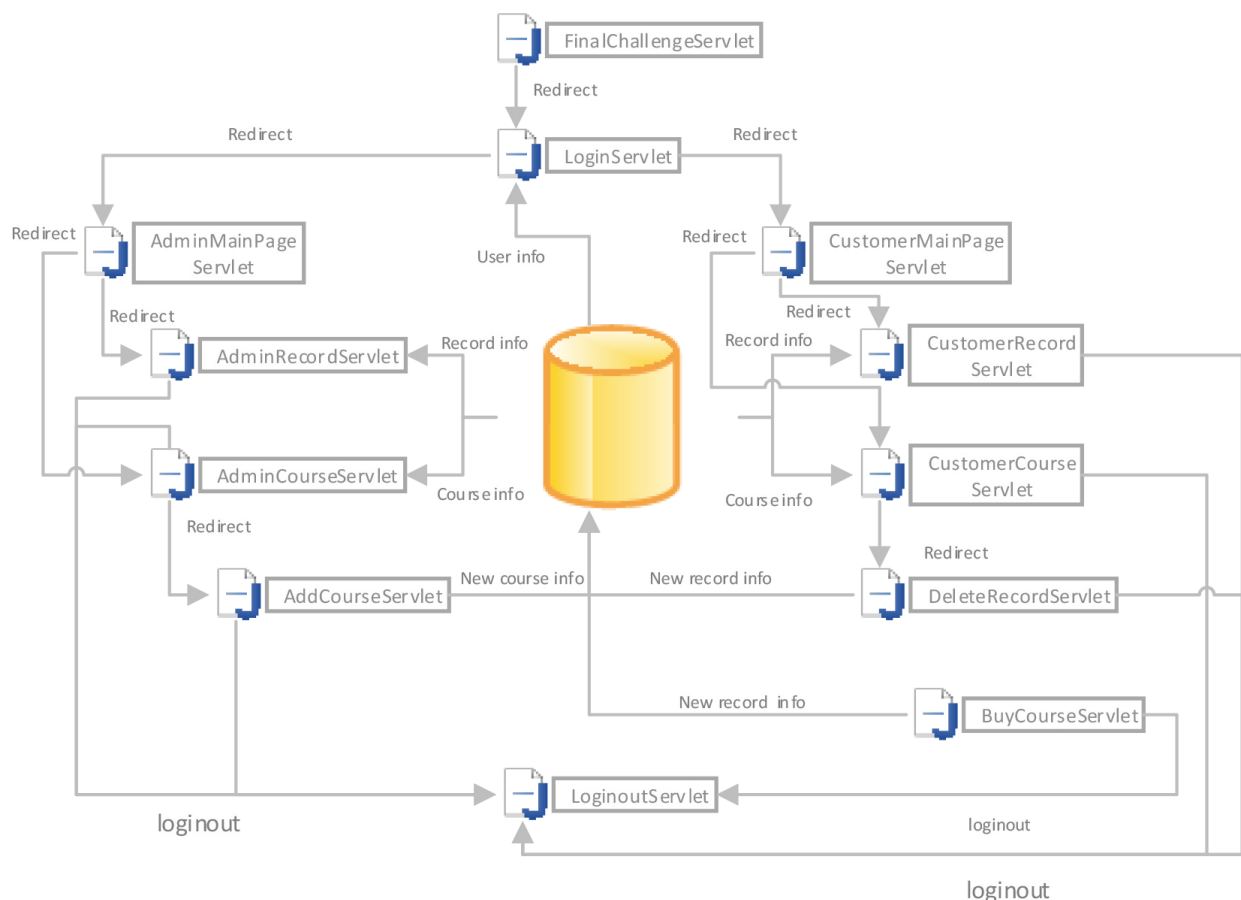 FinalChallengeServlet
Redirect
Redirect
Redirect
LoginServlet
Redirect
AdminMainPage
Servlet
User info
Redirect
CustomerMainPage
Servlet
Redirect
Redirect
AdminRecordServlet
Record info
Record info
CustomerRecord
Servlet
AdminCourseServlet
Course info
Course info
CustomerCourse
Servlet
Redirect
Redirect
AddCourseServlet
New course info
New record info
DeleteRecordServlet
New record info
BuyCourseServlet
LoginoutServlet
loginout
loginout
loginout